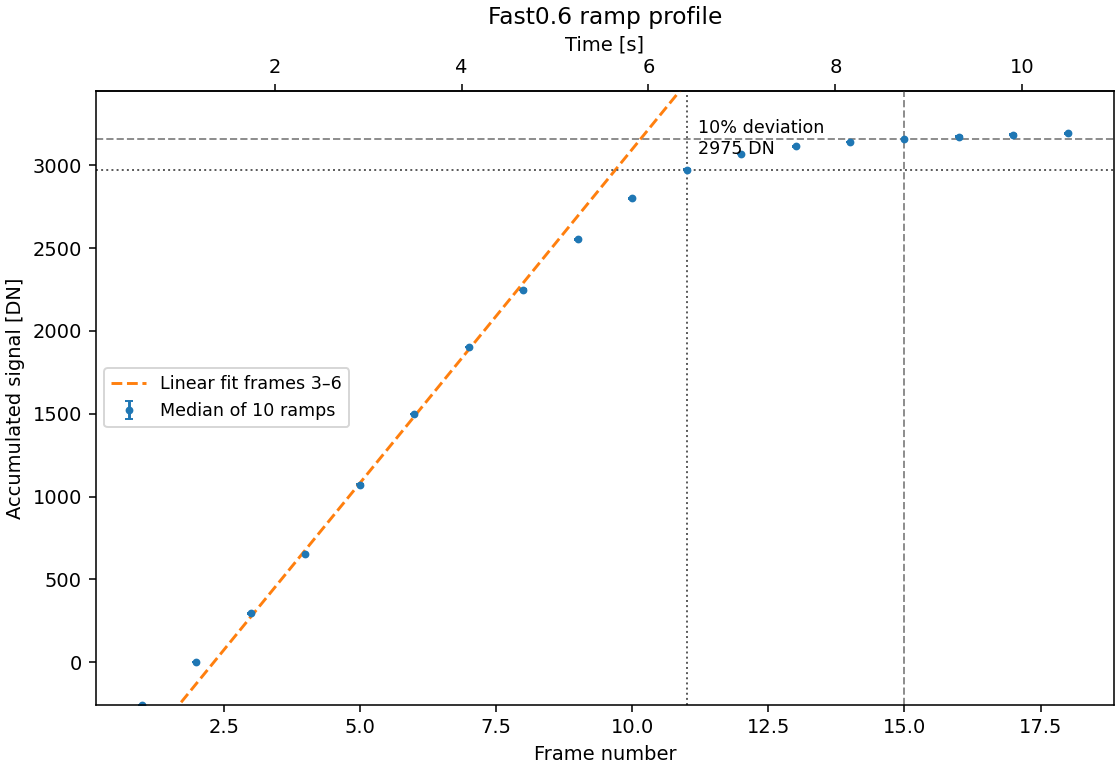 Fast0.6 ramp profile
Time [s]
2 4 6 8 10
10% deviation
2975 DN
3000
2500
2000
1500
1000
500
0
Accumulated signal [DN]
Linear fit frames 3–6
Median of 10 ramps
2.5 5.0 7.5 10.0 12.5 15.0 17.5
Frame number